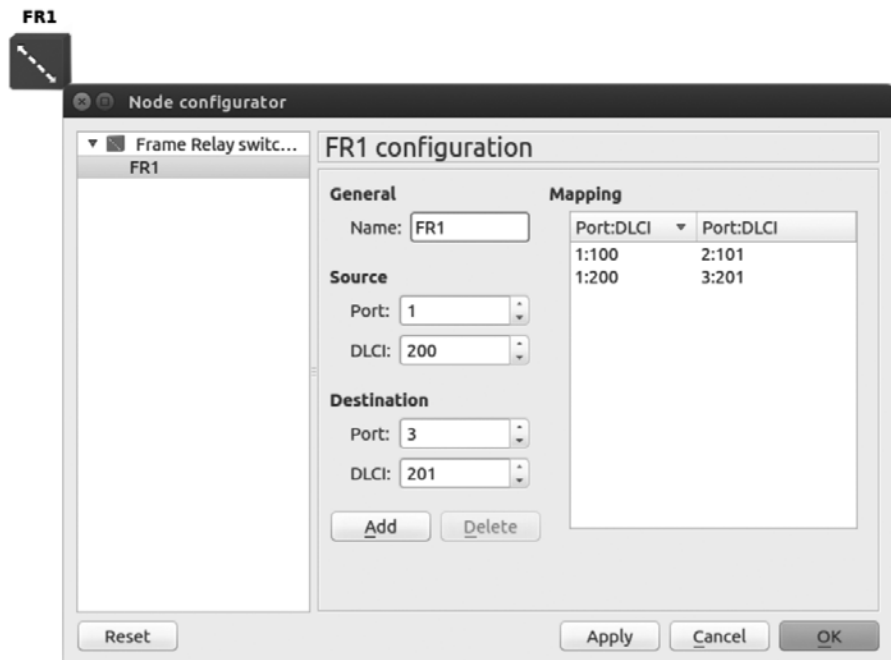 FR1
Node configurator
Frame Relay switc...
FR1
FR1 configuration
General
Name: FR1
Source
Port: 1
DLCI: 200
Destination
Port: 3
DLCI: 201
Add Delete
Mapping
Port:DLCI Port:DLCI
1:100 2:101
1:200 3:201
Reset Apply Cancel OK